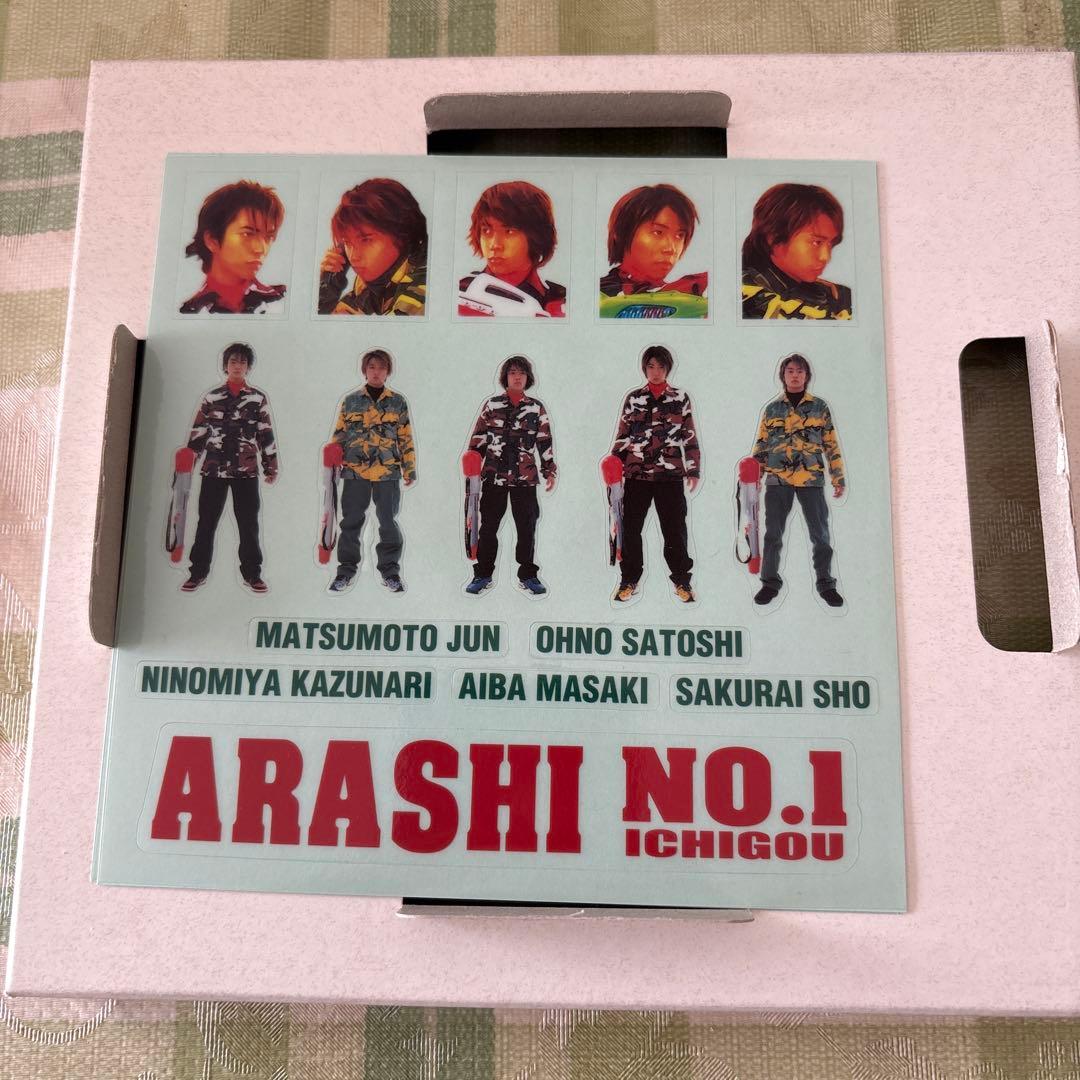 MATSUMOTO JUN OHNO SATOSHI
NINOMIYA KAZUNARI AIBA MASAKI SAKURAI SHO
ARASHI NO.1
ICHIGOU